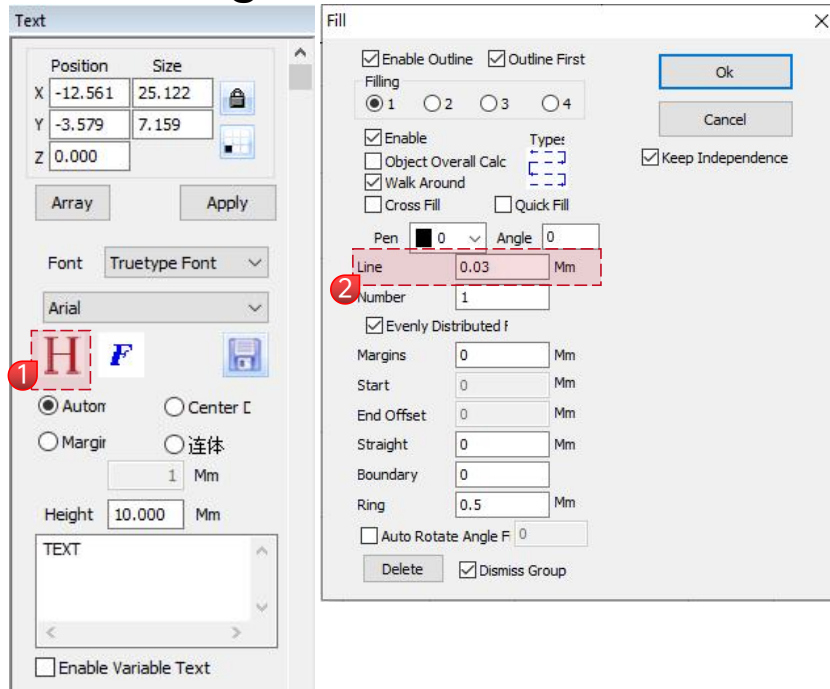 Text
Position Size
X -12.561 25.122
Y -3.579 7.159
Z 0.000
Array Apply
Font Truetype Font
Arial
H F
1
Autom Center D
Margin 连体
1 Mm
Height 10.000 Mm
TEXT
Enable Variable Text
Fill
Enable Outline Outline First
Filling
1 2 3 4
Enable Types
Object Overall Calc
Walk Around
Cross Fill Quick Fill
Pen 0 Angle 0
Line 0.03 Mm
2
Number 1
Evenly Distributed F
Margins 0 Mm
Start 0 Mm
End Offset 0 Mm
Straight 0 Mm
Boundary 0
Ring 0.5 Mm
Auto Rotate Angle F 0
Delete Dismiss Group
Ok
Cancel
Keep Independence